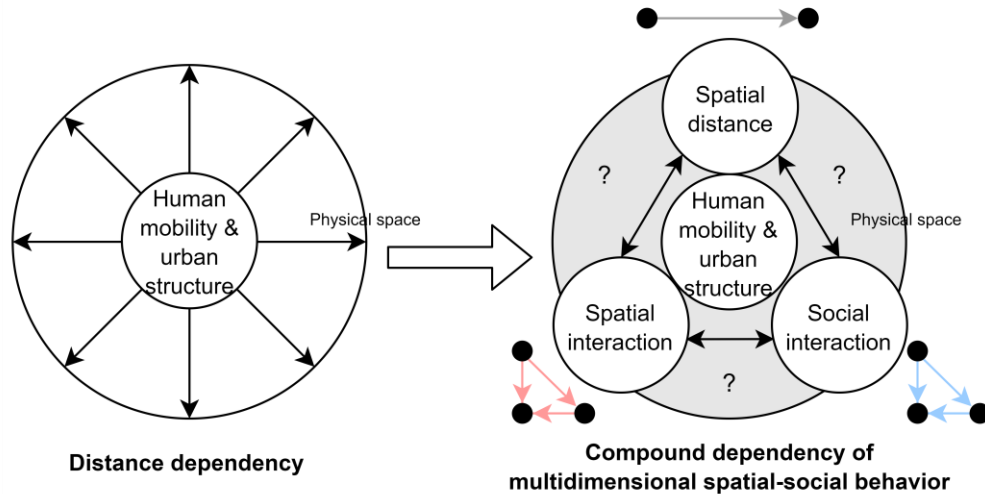 Human
mobility &
urban
structure
Physical space
Distance dependency
Spatial
distance
?
?
Human
mobility &
urban
structure
Physical space
Spatial
interaction
Social
interaction
?
Compound dependency of
multidimensional spatial-social behavior